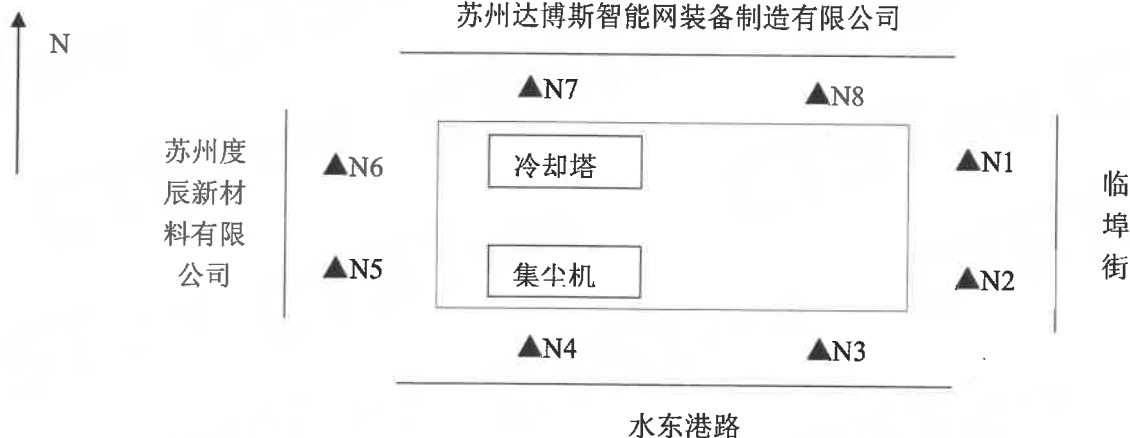 苏州达博斯智能网装备制造有限公司
N
▲N7
▲N8
苏州度
辰新材
料有限
公司
▲N6
冷却塔
▲N1
临
埠
街
▲N5
集尘机
▲N2
▲N4
▲N3
水东港路